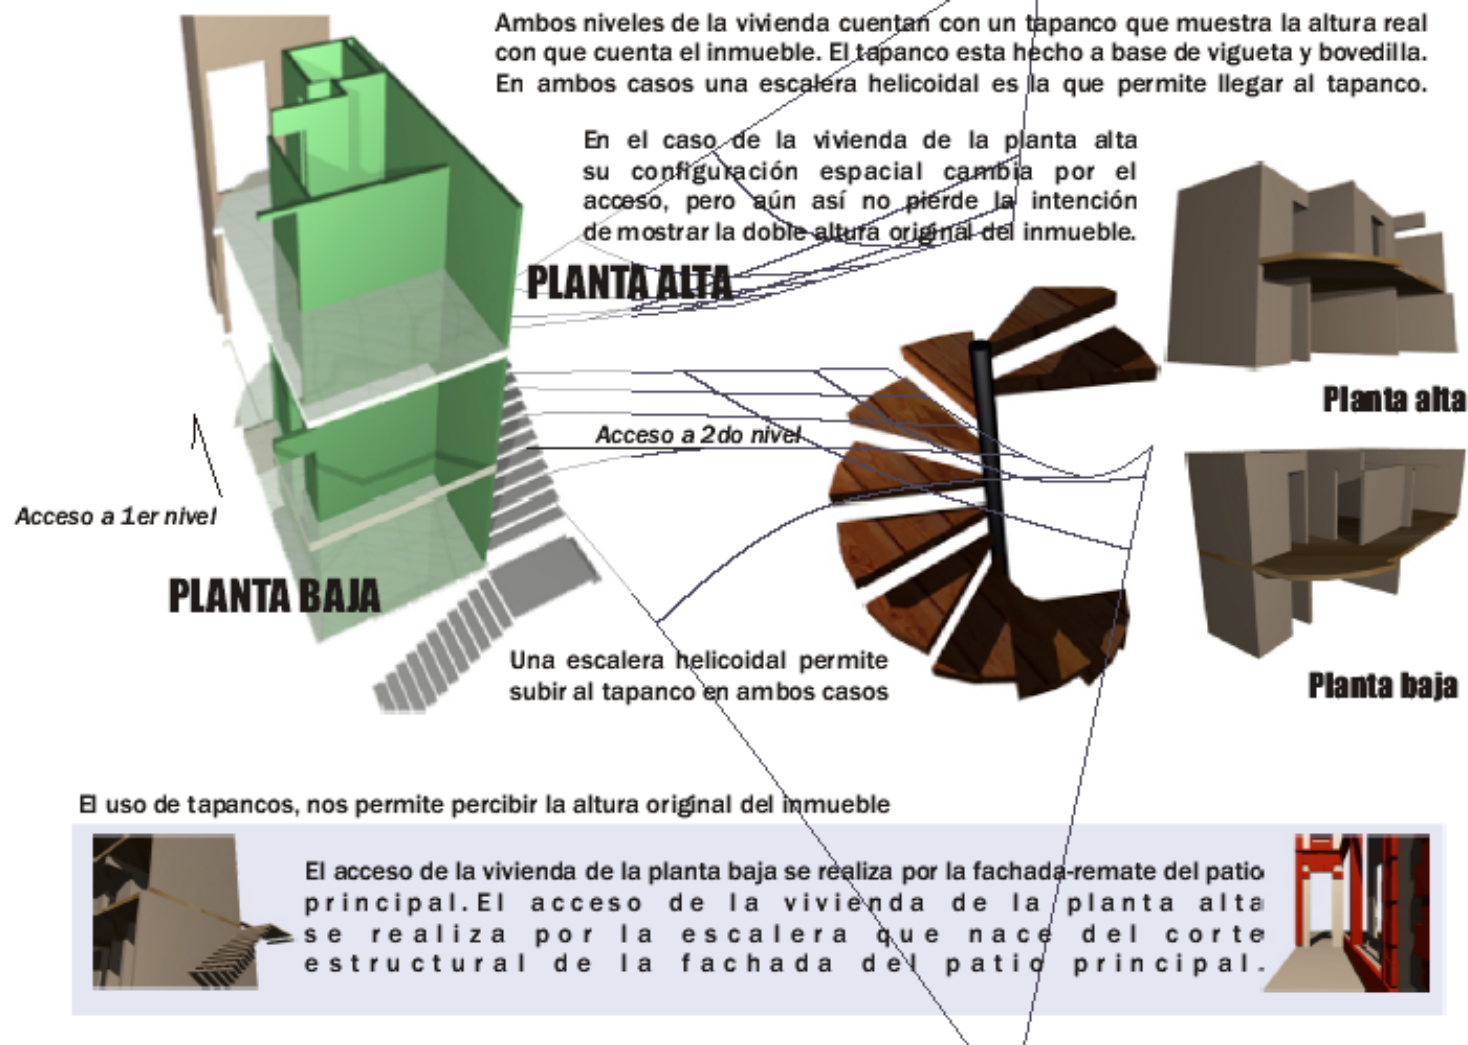 Ambos niveles de la vivienda cuentan con un tapanco que muestra la altura real
con que cuenta el inmueble. El tapanco esta hecho a base de vigueta y bovedilla.
En ambos casos una escalera helicoidal es la que permite llegar al tapanco.
En el caso de la vivienda de la planta alta
su configuración espacial cambia por el
acceso, pero aún así no pierde la intención
de mostrar la doble altura original del inmueble.
PLANTA ALTA
Planta alta
Acceso a 2do nivel
Acceso a 1er nivel
PLANTA BAJA
Una escalera helicoidal permite
subir al tapanco en ambos casos
Planta baja
El uso de tapancos, nos permite percibir la altura original del inmueble
El acceso de la vivienda de la planta baja se realiza por la fachada-remate del patio
principal. El acceso de la vivienda de la planta alta
se realiza por la escalera que nace del corte
estructural de la fachada del patio principal.